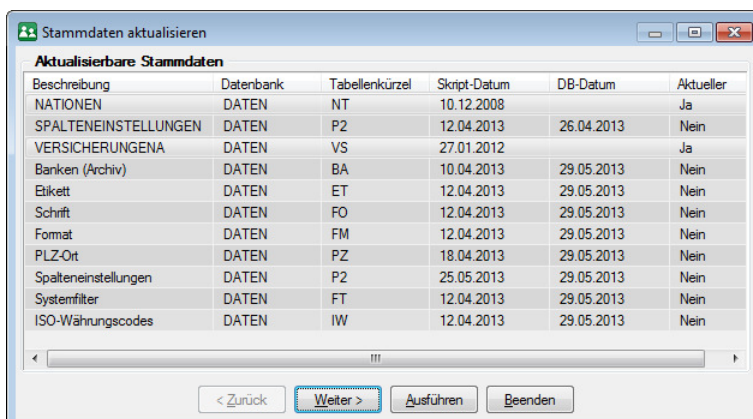 Stammdaten aktualisieren
Aktualisierbare Stammdaten
Beschreibung Datenbank Tabellenkürzel Skript-Datum DB-Datum Aktueller
NATIONEN DATEN NT 10.12.2008 Ja
SPALTENEINSTELLUNGEN DATEN P2 12.04.2013 26.04.2013 Nein
VERSICHERUNGENA DATEN VS 27.01.2012 Ja
Banken (Archiv) DATEN BA 10.04.2013 29.05.2013 Nein
Etikett DATEN ET 12.04.2013 29.05.2013 Nein
Schrift DATEN FO 12.04.2013 29.05.2013 Nein
Format DATEN FM 12.04.2013 29.05.2013 Nein
PLZ-Ort DATEN PZ 18.04.2013 29.05.2013 Nein
Spalteneinstellungen DATEN P2 25.05.2013 29.05.2013 Nein
Systemfilter DATEN FT 12.04.2013 29.05.2013 Nein
ISO-Währungscodes DATEN IW 12.04.2013 29.05.2013 Nein
< Zurück Weiter > Ausführen Beenden